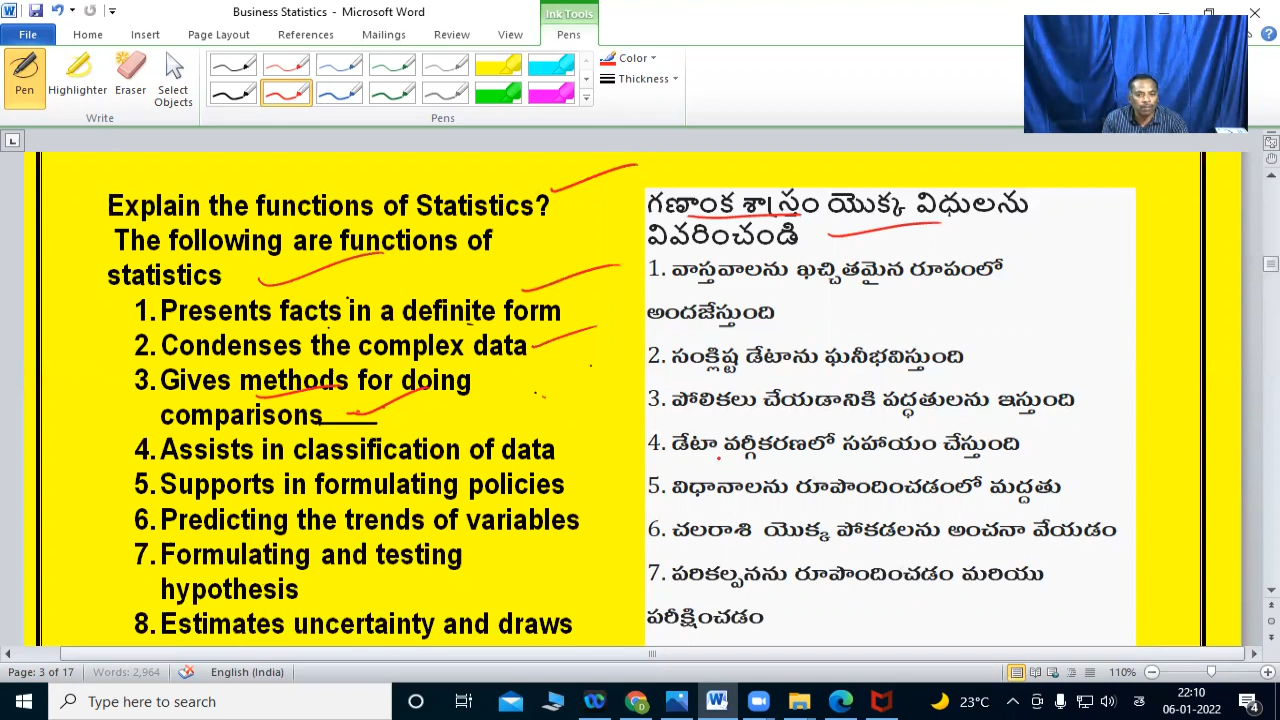 Business Statistics - Microsoft Word
Ink Tools
File
Home
Insert
Page Layout
References
Mailings
Review
View
Pens
Pen
Highlighter
Eraser
Select
Objects
Color
Thickness
Write
Pens
Explain the functions of Statistics?
The following are functions of
statistics
1. Presents facts in a definite form
2. Condenses the complex data
3. Gives methods for doing
comparisons
4. Assists in classification of data
5. Supports in formulating policies
6. Predicting the trends of variables
7. Formulating and testing
hypothesis
8. Estimates uncertainty and draws
గణాంక శాస్త్రం యొక్క విధులను
వివరించండి
1. వాస్తవాలను ఖచ్చితమైన రూపంలో
అందజేస్తుంది
2. సంక్లిష్ట డేటాను ఘనీభవిస్తుంది
3. పోలికలు చేయడానికి పద్ధతులను ఇస్తుంది
4. డేటా వర్గీకరణలో సహాయం చేస్తుంది
5. విధానాలను రూపొందించడంలో మద్దతు
6. చలరాశి యొక్క పోకడలను అంచనా వేయడం
7. పరికల్పనను రూపొందించడం మరియు
పరీక్షించడం
Page: 3 of 17
Words: 2,964
English (India)
110%
Type here to search
23°C
22:10
06-01-2022
4